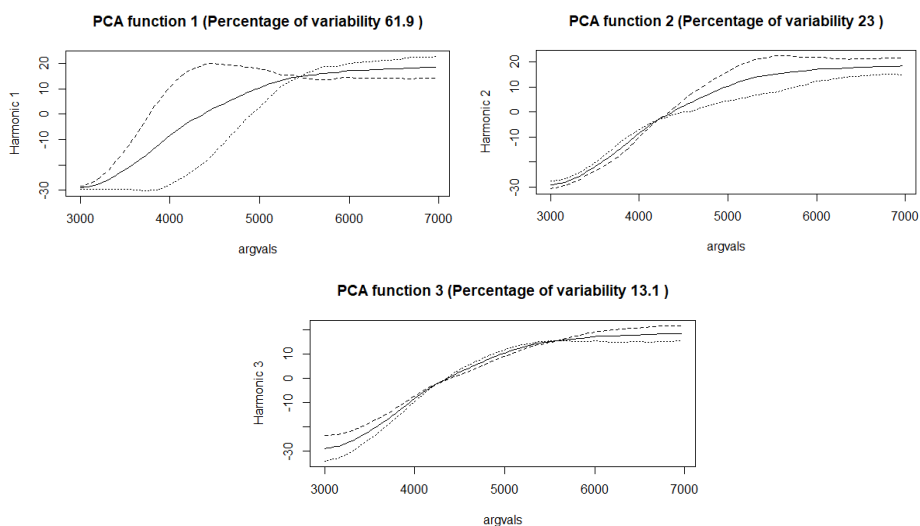 PCA function 1 (Percentage of variability 61.9 )
Harmonic 1
20
10
0
-10
-30
3000 4000 5000 6000 7000
argvals
PCA function 2 (Percentage of variability 23 )
Harmonic 2
20
10
0
-10
-30
3000 4000 5000 6000 7000
argvals
PCA function 3 (Percentage of variability 13.1 )
Harmonic 3
10
0
-10
-30
3000 4000 5000 6000 7000
argvals